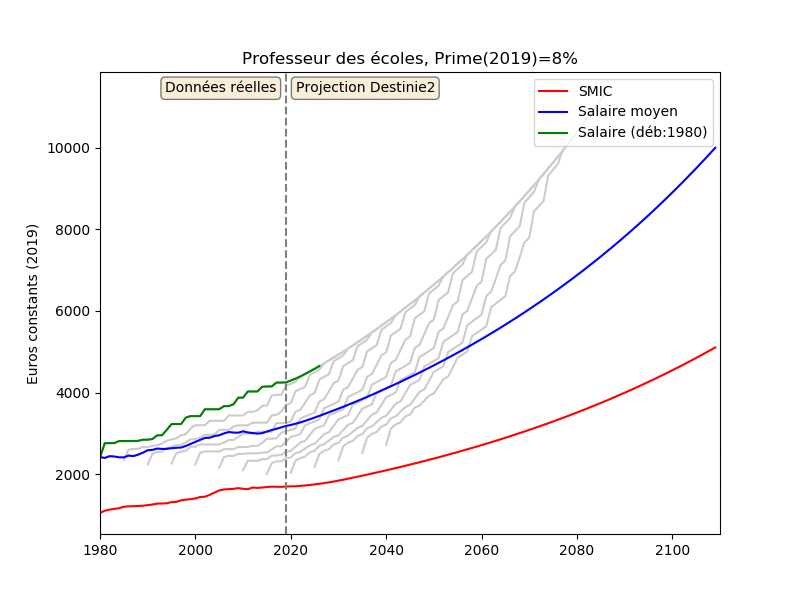 Professeur des écoles, Prime(2019)=8%
Données réelles
Projection Destinie2
SMIC
Salaire moyen
Salaire (déb:1980)
Euros constants (2019)
10000
8000
6000
4000
2000
1980
2000
2020
2040
2060
2080
2100